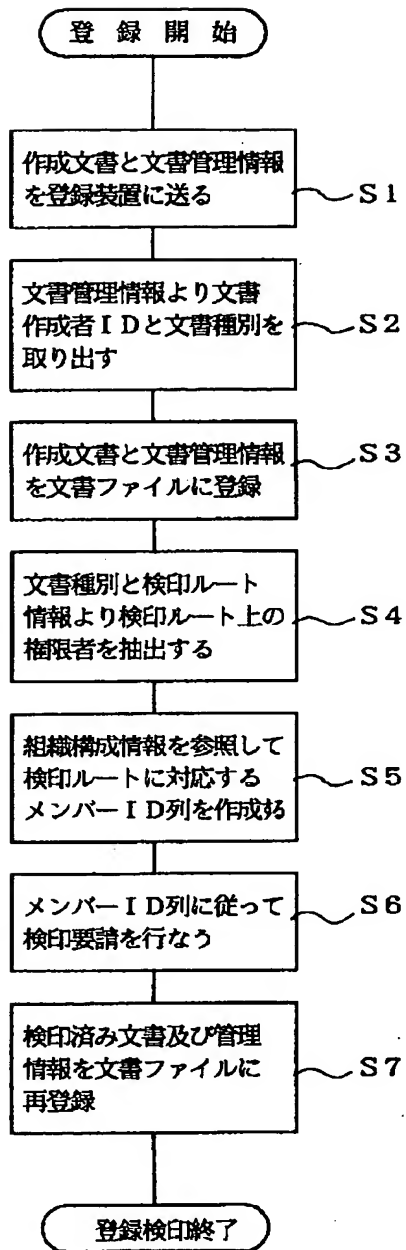 登録開始
作成文書と文書管理情報
を登録装置に送る
S1
文書管理情報より文書
作成者IDと文書種別を
取り出す
S2
作成文書と文書管理情報
を文書ファイルに登録
S3
文書種別と検印ルート
情報より検印ルート上の
権限者を抽出する
S4
組織構成情報を参照して
検印ルートに対応する
メンバーID列を作成する
S5
メンバーID列に従って
検印要請を行なう
S6
検印済み文書及び管理
情報を文書ファイルに
再登録
S7
登録検印終了